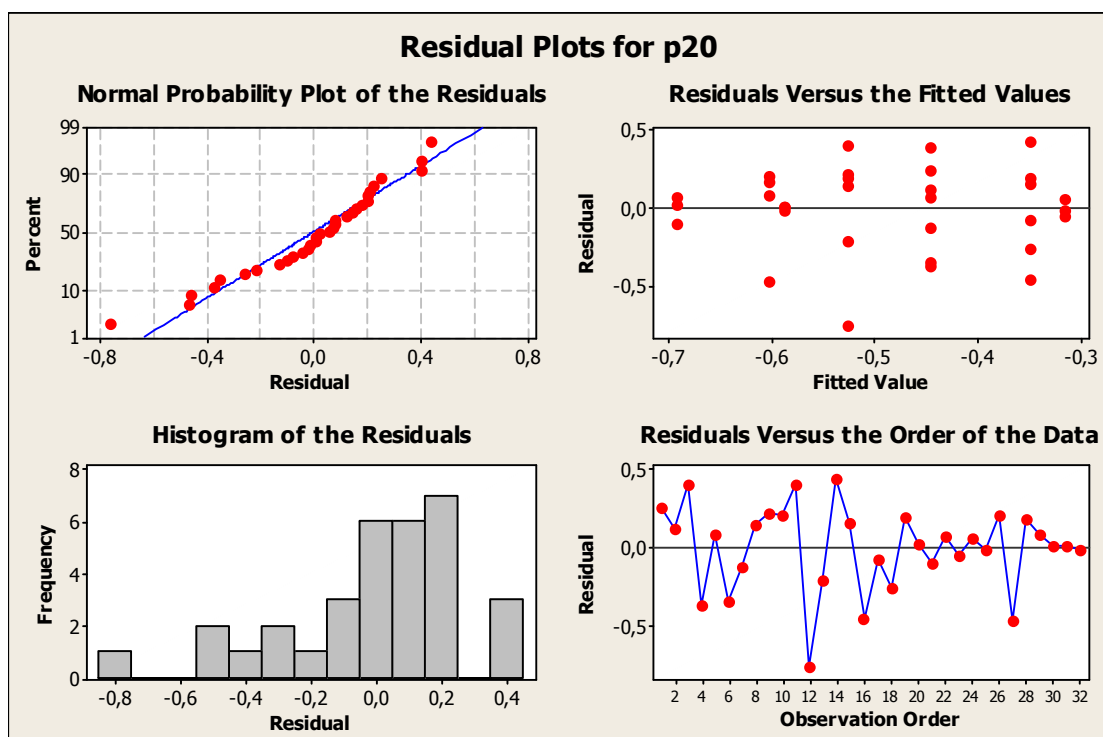 Residual Plots for p20
Normal Probability Plot of the Residuals
99
90
50
10
1
Percent
-0,8 -0,4 0,0 0,4 0,8
Residual
Residuals Versus the Fitted Values
0,5
0,0
-0,5
Residual
-0,7 -0,6 -0,5 -0,4 -0,3
Fitted Value
Histogram of the Residuals
8
6
4
2
0
Frequency
-0,8 -0,6 -0,4 -0,2 0,0 0,2 0,4
Residual
Residuals Versus the Order of the Data
0,5
0,0
-0,5
Residual
2 4 6 8 10 12 14 16 18 20 22 24 26 28 30 32
Observation Order